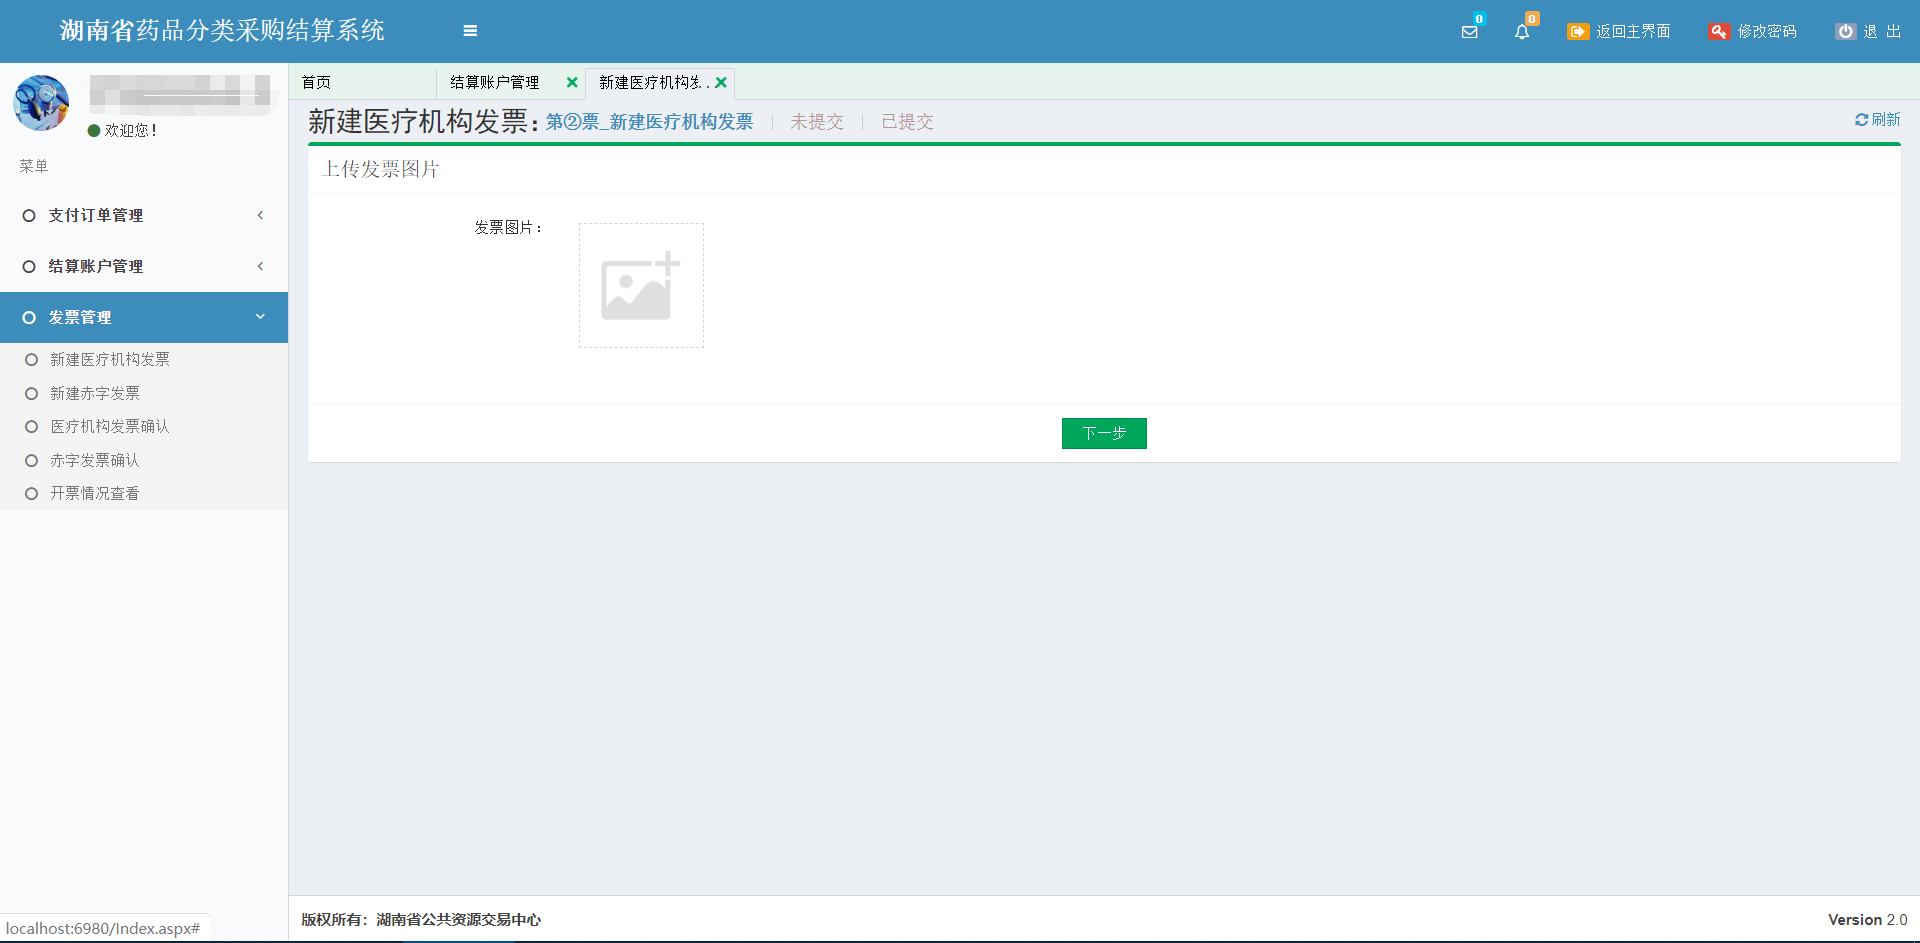 湖南省药品分类采购结算系统
0
0
返回主界面
修改密码
退 出
欢迎您！
菜单
支付订单管理
结算账户管理
发票管理
新建医疗机构发票
新建赤字发票
医疗机构发票确认
赤字发票确认
开票情况查看
首页
结算账户管理
新建医疗机构发..
新建医疗机构发票：
第②票_新建医疗机构发票
未提交
已提交
刷新
上传发票图片
发票图片：
下一步
版权所有：湖南省公共资源交易中心
Version 2.0
localhost:6980/Index.aspx#